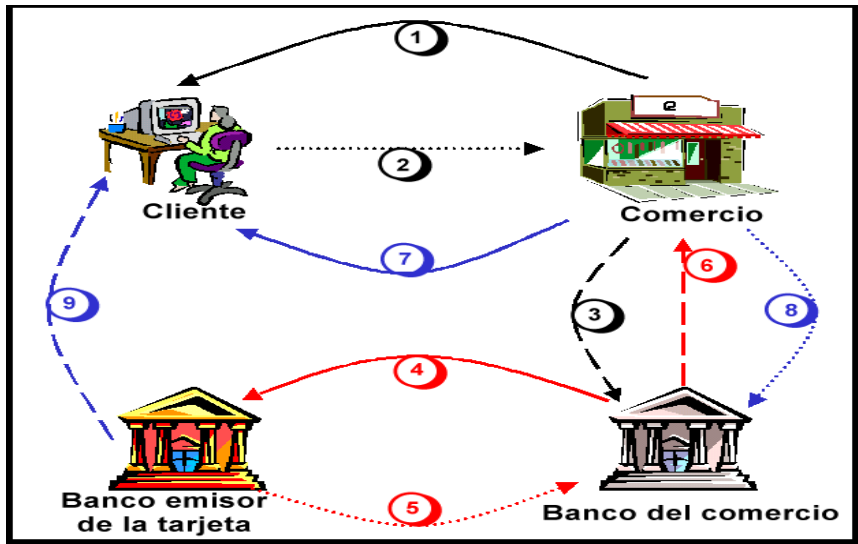 1
@
2
Cliente
Comercio
7
6
9
3
8
4
Banco emisor
de la tarjeta
5
Banco del comercio